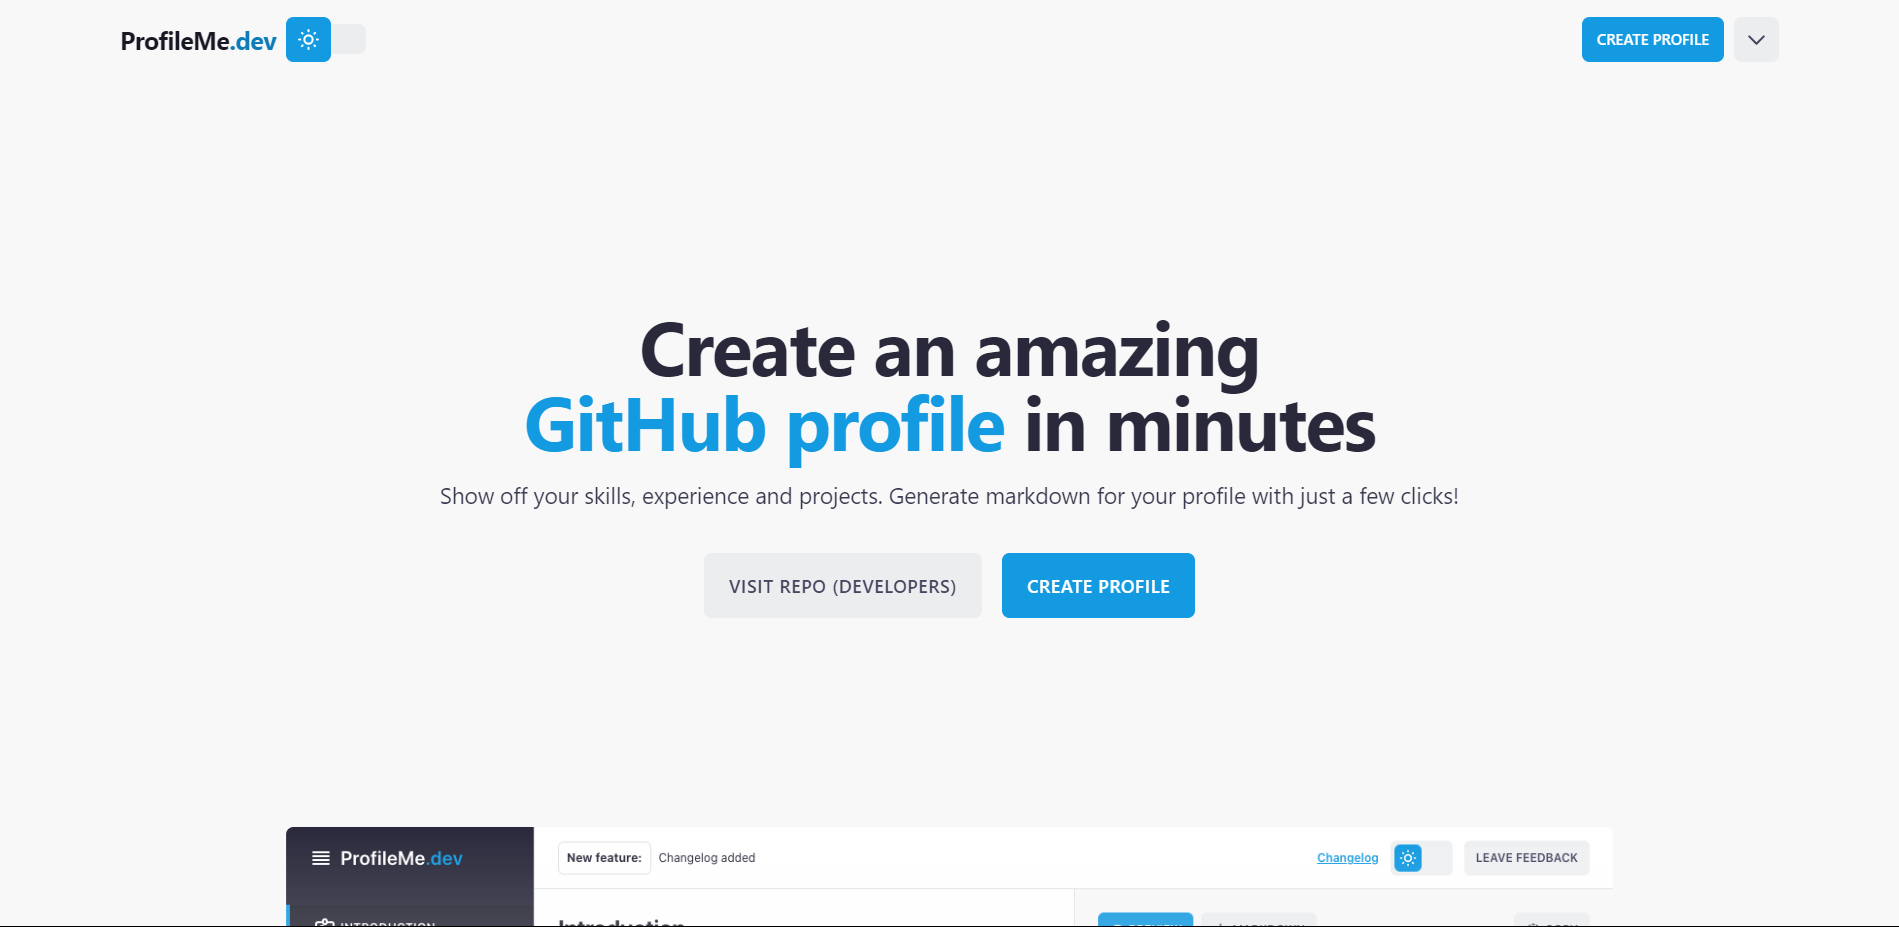 ProfileMe.dev
CREATE PROFILE
Create an amazing
GitHub profile in minutes
Show off your skills, experience and projects. Generate markdown for your profile with just a few clicks!
VISIT REPO (DEVELOPERS)
CREATE PROFILE
ProfileMe.dev
New feature: Changelog added
Changelog
LEAVE FEEDBACK
INTRODUCTION
Introduction